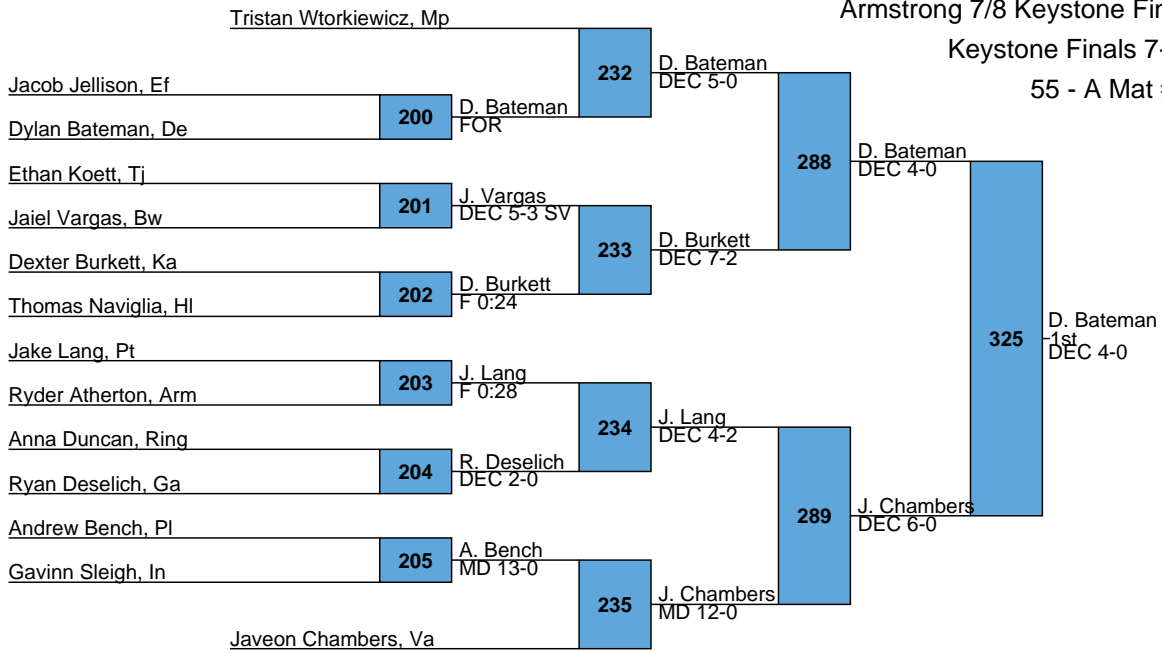 Armstrong 7/8 Keystone Fin
Keystone Finals 7-
55 - A Mat
Tristan Wtorkiewicz, Mp
Jacob Jellison, Ef
Dylan Bateman, De
Ethan Koett, Tj
Jaiel Vargas, Bw
Dexter Burkett, Ka
Thomas Naviglia, Hl
Jake Lang, Pt
Ryder Atherton, Arm
Anna Duncan, Ring
Ryan Deselich, Ga
Andrew Bench, Pl
Gavinn Sleigh, In
Javeon Chambers, Va
200
D. Bateman
FOR
201
J. Vargas
DEC 5-3 SV
202
D. Burkett
F 0:24
203
J. Lang
F 0:28
204
R. Deselich
DEC 2-0
205
A. Bench
MD 13-0
232
D. Bateman
DEC 5-0
233
D. Burkett
DEC 7-2
234
J. Lang
DEC 4-2
235
J. Chambers
MD 12-0
288
D. Bateman
DEC 4-0
289
J. Chambers
DEC 6-0
325
D. Bateman
1st
DEC 4-0